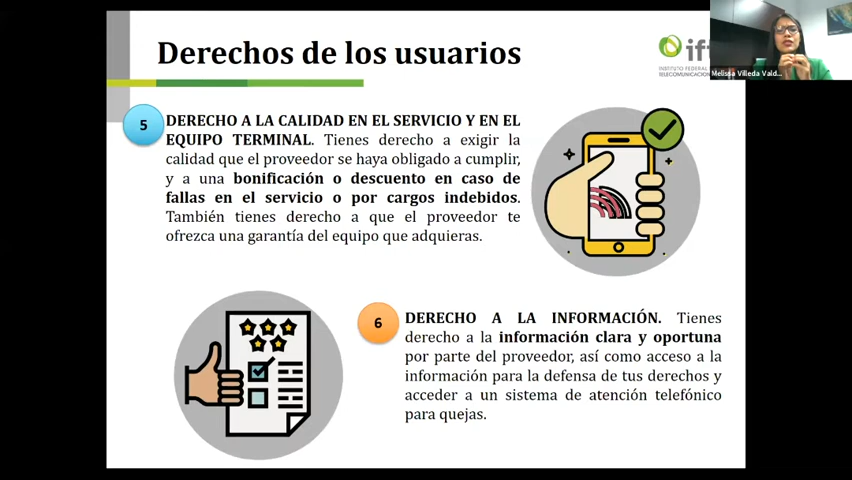 Derechos de los usuarios
ift
INSTITUTO FEDERAL
TELECOMUNICACION
Melissa Villeda Vald...
5
DERECHO A LA CALIDAD EN EL SERVICIO Y EN EL
EQUIPO TERMINAL. Tienes derecho a exigir la
calidad que el proveedor se haya obligado a cumplir,
y a una bonificación o descuento en caso de
fallas en el servicio o por cargos indebidos.
También tienes derecho a que el proveedor te
ofrezca una garantía del equipo que adquieras.
6
DERECHO A LA INFORMACIÓN. Tienes
derecho a la información clara y oportuna
por parte del proveedor, así como acceso a la
información para la defensa de tus derechos y
acceder a un sistema de atención telefónico
para quejas.